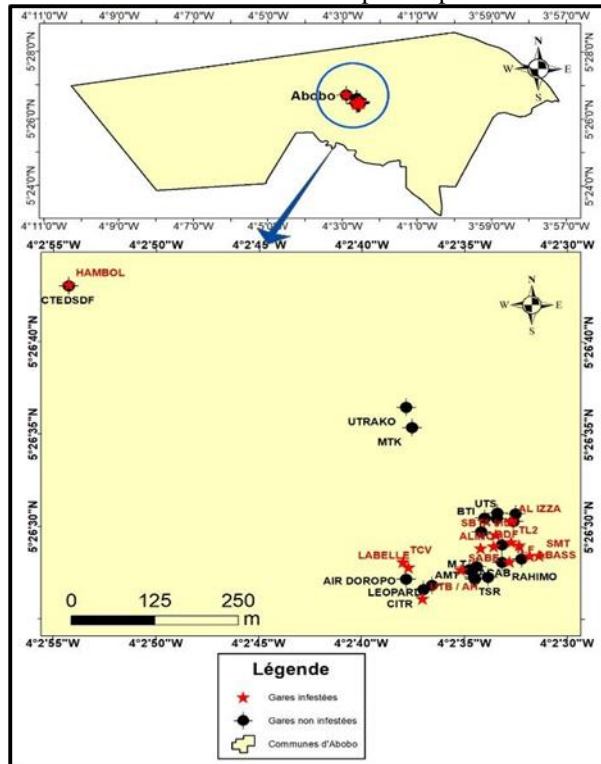 4°11'0"W 4°9'0"W 4°7'0"W 4°5'0"W 4°3'0"W 4°1'0"W 3°59'0"W 3°57'0"W
5°28'0"N
5°26'0"N
5°24'0"N
N
W E
S
Abobo
4°11'0"W 4°9'0"W 4°7'0"W 4°5'0"W 4°3'0"W 4°1'0"W 3°59'0"W 3°57'0"W
4°2'55"W 4°2'50"W 4°2'45"W 4°2'40"W 4°2'35"W 4°2'30"W
HAMBOL
CTEDSDF
N
W E
S
5°26'40"N
5°26'35"N
5°26'30"N
UTRAKO
MTK
UTS
BTI
AL IZZA
TL2
SMT
ABASS
LABELLE
TCV
SABE
RAHIMO
AIR DOROPO
AMT
LEOPARD
TSR
CITR
0 125 250
m
4°2'55"W 4°2'50"W 4°2'45"W 4°2'40"W 4°2'35"W 4°2'30"W
Légende
Gares infestées
Gares non infestées
Communes d'Abobo